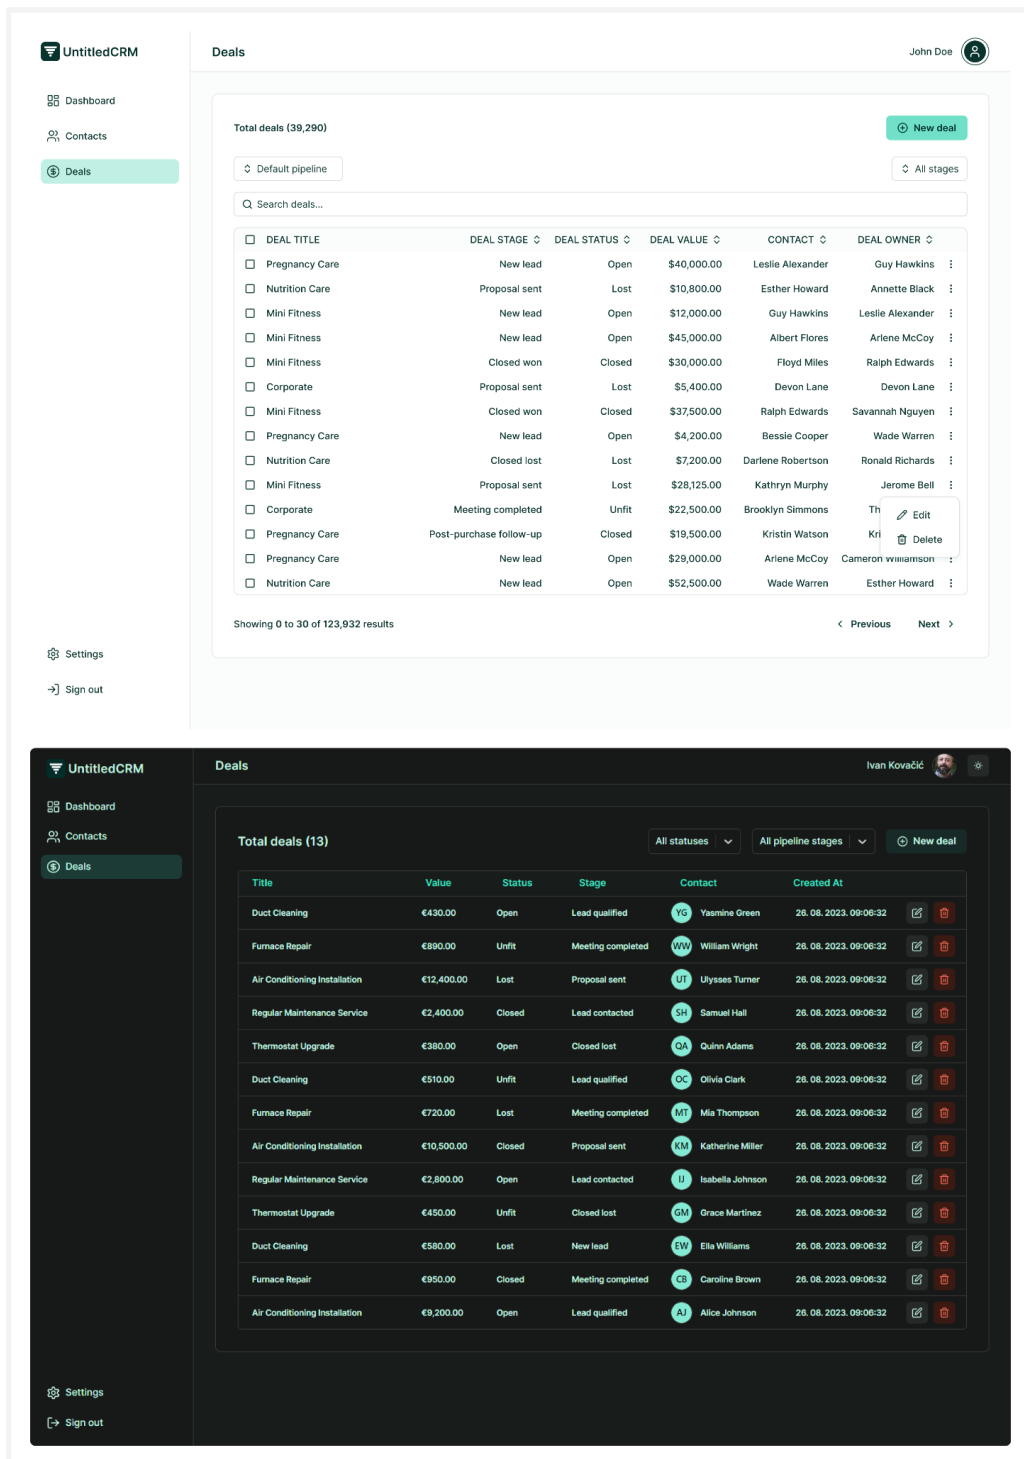 UntitledCRM
Deals
John Doe
Dashboard
Contacts
Deals
Total deals (39,290)
New deal
Default pipeline
All stages
Search deals...
DEAL TITLE DEAL STAGE DEAL STATUS DEAL VALUE CONTACT DEAL OWNER
Pregnancy Care New lead Open $40,000.00 Leslie Alexander Guy Hawkins
Nutrition Care Proposal sent Lost $10,800.00 Esther Howard Annette Black
Mini Fitness New lead Open $12,000.00 Guy Hawkins Leslie Alexander
Mini Fitness New lead Open $45,000.00 Albert Flores Arlene McCoy
Mini Fitness Closed won Closed $30,000.00 Floyd Miles Ralph Edwards
Corporate Proposal sent Lost $5,400.00 Devon Lane Devon Lane
Mini Fitness Closed won Closed $37,500.00 Ralph Edwards Savannah Nguyen
Pregnancy Care New lead Open $4,200.00 Bessie Cooper Wade Warren
Nutrition Care Closed lost Lost $7,200.00 Darlene Robertson Ronald Richards
Mini Fitness Proposal sent Lost $28,125.00 Kathryn Murphy Jerome Bell
Corporate Meeting completed Unfit $22,500.00 Brooklyn Simmons Th
Edit
Pregnancy Care Post-purchase follow-up Closed $19,500.00 Kristin Watson Kri
Delete
Pregnancy Care New lead Open $29,000.00 Arlene McCoy Cameron Williamson
Nutrition Care New lead Open $52,500.00 Wade Warren Esther Howard
Showing 0 to 30 of 123,932 results
Previous Next
Settings
Sign out
UntitledCRM
Deals
Ivan Kovačić
Dashboard
Contacts
Deals
Total deals (13)
All statuses
All pipeline stages
New deal
Title Value Status Stage Contact Created At
Duct Cleaning €430.00 Open Lead qualified YG Yasmine Green 26. 08. 2023. 09:06:32
Furnace Repair €890.00 Unfit Meeting completed WW William Wright 26. 08. 2023. 09:06:32
Air Conditioning Installation €12,400.00 Lost Proposal sent UT Ulysses Turner 26. 08. 2023. 09:06:32
Regular Maintenance Service €2,400.00 Closed Lead contacted SH Samuel Hall 26. 08. 2023. 09:06:32
Thermostat Upgrade €380.00 Open Closed lost QA Quinn Adams 26. 08. 2023. 09:06:32
Duct Cleaning €510.00 Unfit Lead qualified OC Olivia Clark 26. 08. 2023. 09:06:32
Furnace Repair €720.00 Lost Meeting completed MT Mia Thompson 26. 08. 2023. 09:06:32
Air Conditioning Installation €10,500.00 Closed Proposal sent KM Katherine Miller 26. 08. 2023. 09:06:32
Regular Maintenance Service €2,800.00 Open Lead contacted IJ Isabella Johnson 26. 08. 2023. 09:06:32
Thermostat Upgrade €450.00 Unfit Closed lost GM Grace Martinez 26. 08. 2023. 09:06:32
Duct Cleaning €580.00 Lost New lead EW Ella Williams 26. 08. 2023. 09:06:32
Furnace Repair €950.00 Closed Meeting completed CB Caroline Brown 26. 08. 2023. 09:06:32
Air Conditioning Installation €9,200.00 Open Lead qualified AJ Alice Johnson 26. 08. 2023. 09:06:32
Settings
Sign out